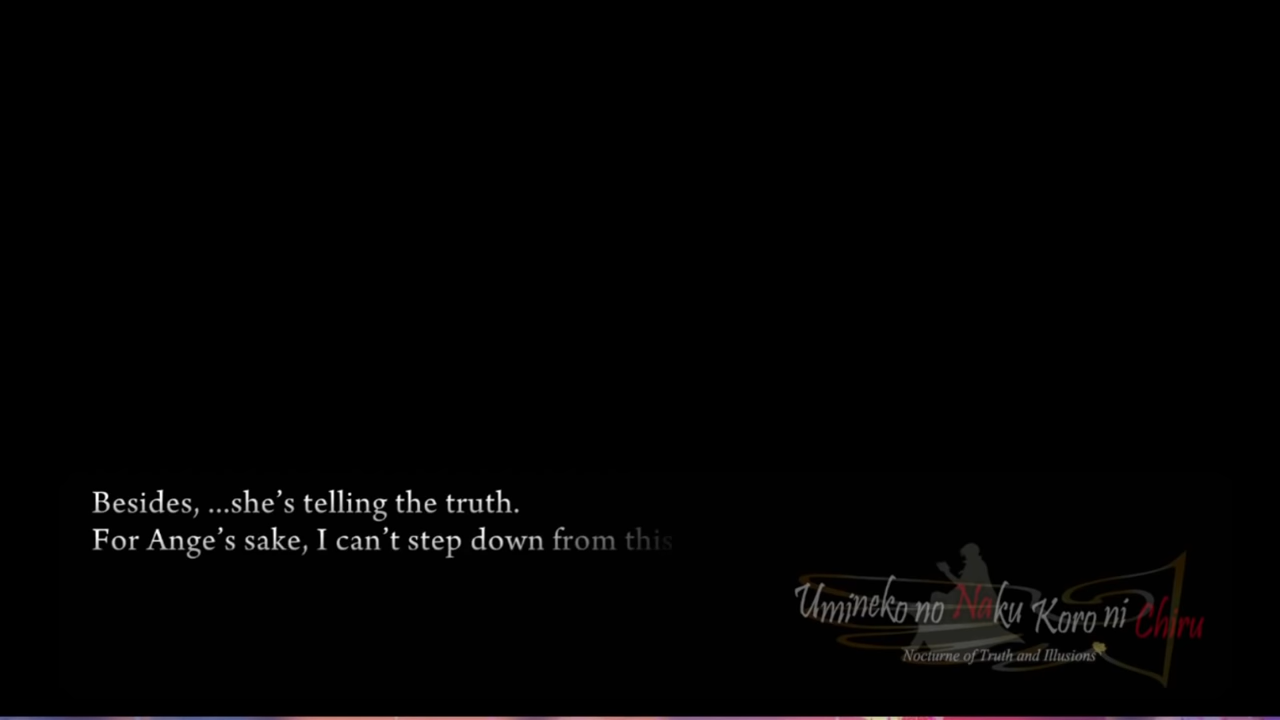 Besides, ...she's telling the truth.
For Ange's sake, I can't step down from this
Umineko no Naku Koro ni Chiru
Nocturne of Truth and Illusions